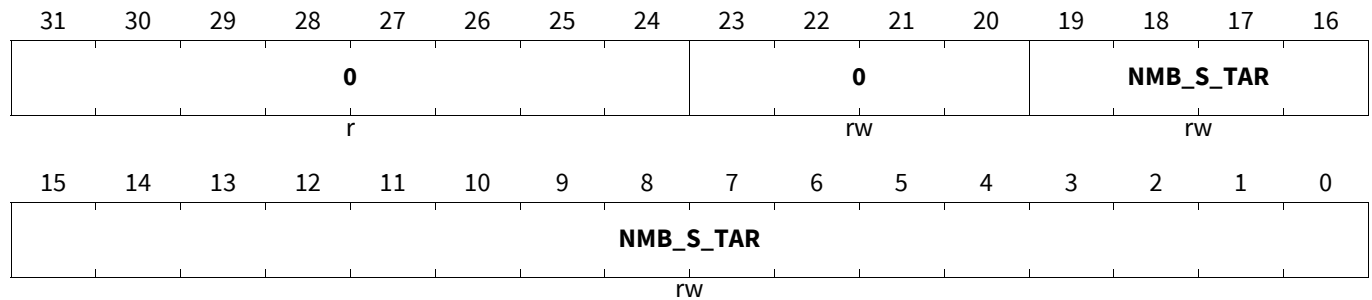 31 30 29 28 27 26 25 24 23 22 21 20 19 18 17 16
0 0 NMB_S_TAR
r rw rw
15 14 13 12 11 10 9 8 7 6 5 4 3 2 1 0
NMB_S_TAR
rw